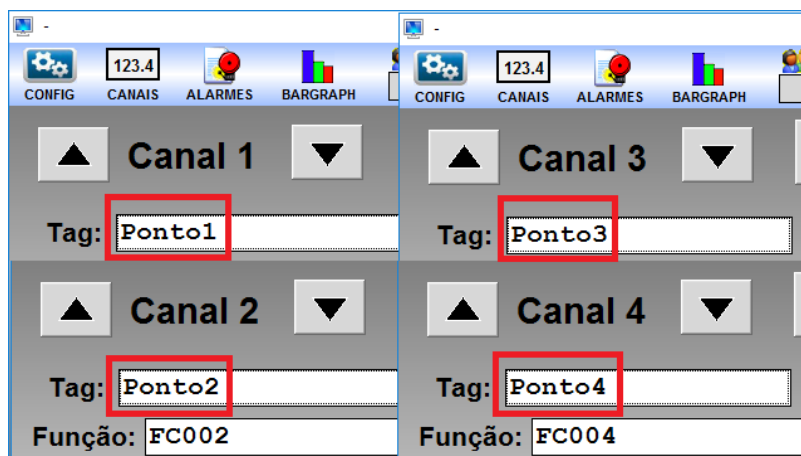 -
CONFIG CANAIS ALARMES BARGRAPH
123.4
Canal 1
Tag: Ponto1
Canal 2
Tag: Ponto2
Função: FC002
-
CONFIG CANAIS ALARMES BARGRAPH
123.4
Canal 3
Tag: Ponto3
Canal 4
Tag: Ponto4
Função: FC004